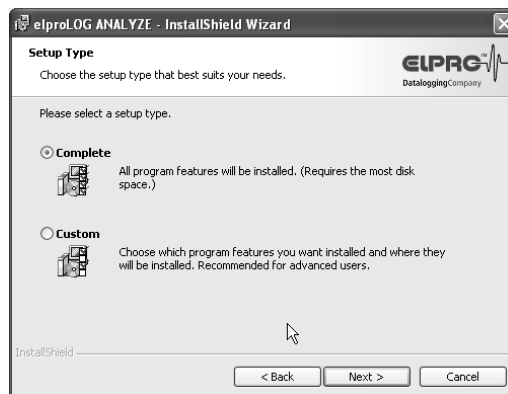 elproLOG ANALYZE - InstallShield Wizard
Setup Type
Choose the setup type that best suits your needs.
ELPRO™
DataloggingCompany
Please select a setup type.
Complete
All program features will be installed. (Requires the most disk
space.)
Custom
Choose which program features you want installed and where they
will be installed. Recommended for advanced users.
InstallShield
< Back
Next >
Cancel